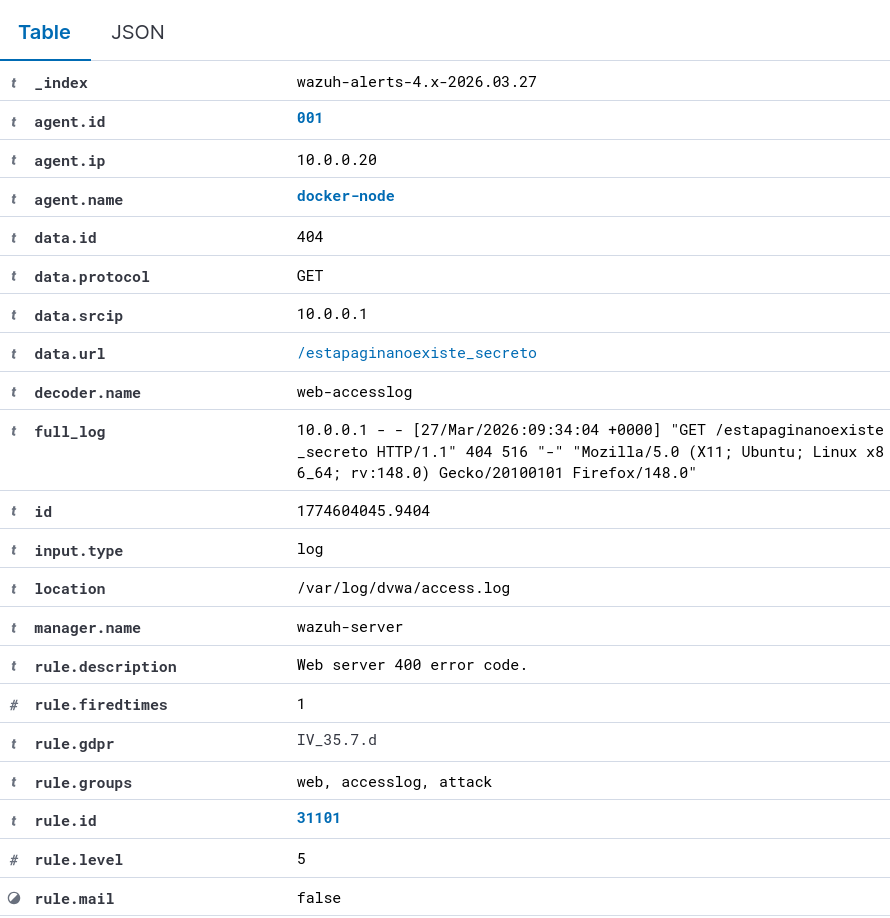 Table JSON
t _index wazuh-alerts-4.x-2026.03.27
t agent.id 001
t agent.ip 10.0.0.20
t agent.name docker-node
t data.id 404
t data.protocol GET
t data.srcip 10.0.0.1
t data.url /estapaginanoexiste_secreto
t decoder.name web-accesslog
t full_log 10.0.0.1 - - [27/Mar/2026:09:34:04 +0000] "GET /estapaginanoexiste
_secreto HTTP/1.1" 404 516 "-" "Mozilla/5.0 (X11; Ubuntu; Linux x8
6_64; rv:148.0) Gecko/20100101 Firefox/148.0"
t id 1774604045.9404
t input.type log
t location /var/log/dvwa/access.log
t manager.name wazuh-server
t rule.description Web server 400 error code.
# rule.firedtimes 1
t rule.gdpr IV_35.7.d
t rule.groups web, accesslog, attack
t rule.id 31101
# rule.level 5
rule.mail false